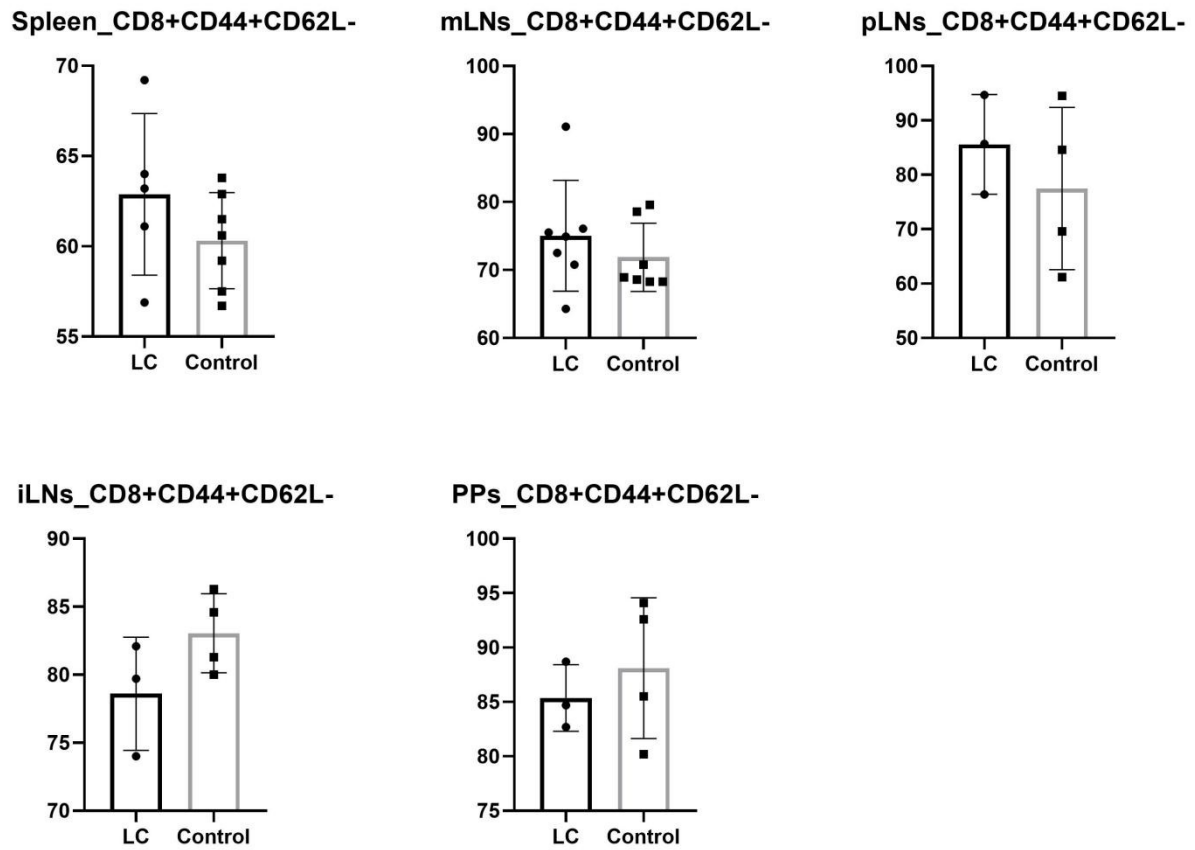 Spleen_CD8+CD44+CD62L-
70
65
60
55
LC Control
mLNs_CD8+CD44+CD62L-
100
90
80
70
60
LC Control
pLNs_CD8+CD44+CD62L-
100
90
80
70
60
50
LC Control
iLNs_CD8+CD44+CD62L-
90
85
80
75
70
LC Control
PPs_CD8+CD44+CD62L-
100
95
90
85
80
75
LC Control